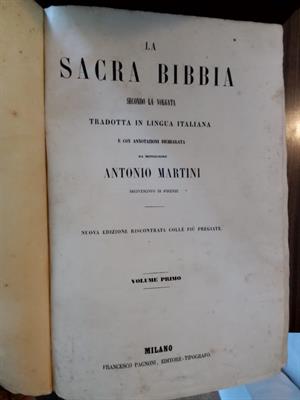 LA
SACRA BIBBIA
SECONDO LA VOLGATA
TRADOTTA IN LINGUA ITALIANA
E CON ANNOTAZIONI DICHIARATA
DA MONSIGNORE
ANTONIO MARTINI
ARCIVESCOVO DI FIRENZE
NUOVA EDIZIONE RISCONTRATA COLLE PIÙ PREGIATE.
VOLUME PRIMO
MILANO
FRANCESCO PAGNONI, EDITORE-TIPOGRAFO.